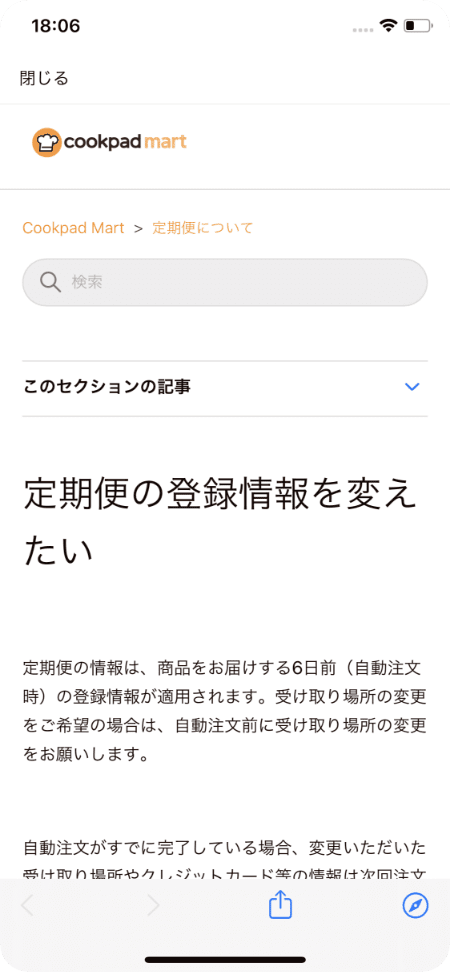 18:06
閉じる
cookpad mart
Cookpad Mart > 定期便について
検索
このセクションの記事
定期便の登録情報を変え
たい
定期便の情報は、商品をお届けする6日前（自動注文
時）の登録情報が適用されます。受け取り場所の変更
をご希望の場合は、自動注文前に受け取り場所の変更
をお願いします。
自動注文がすでに完了している場合、変更いただいた
受け取り場所やクレジットカード等の情報は次回注文